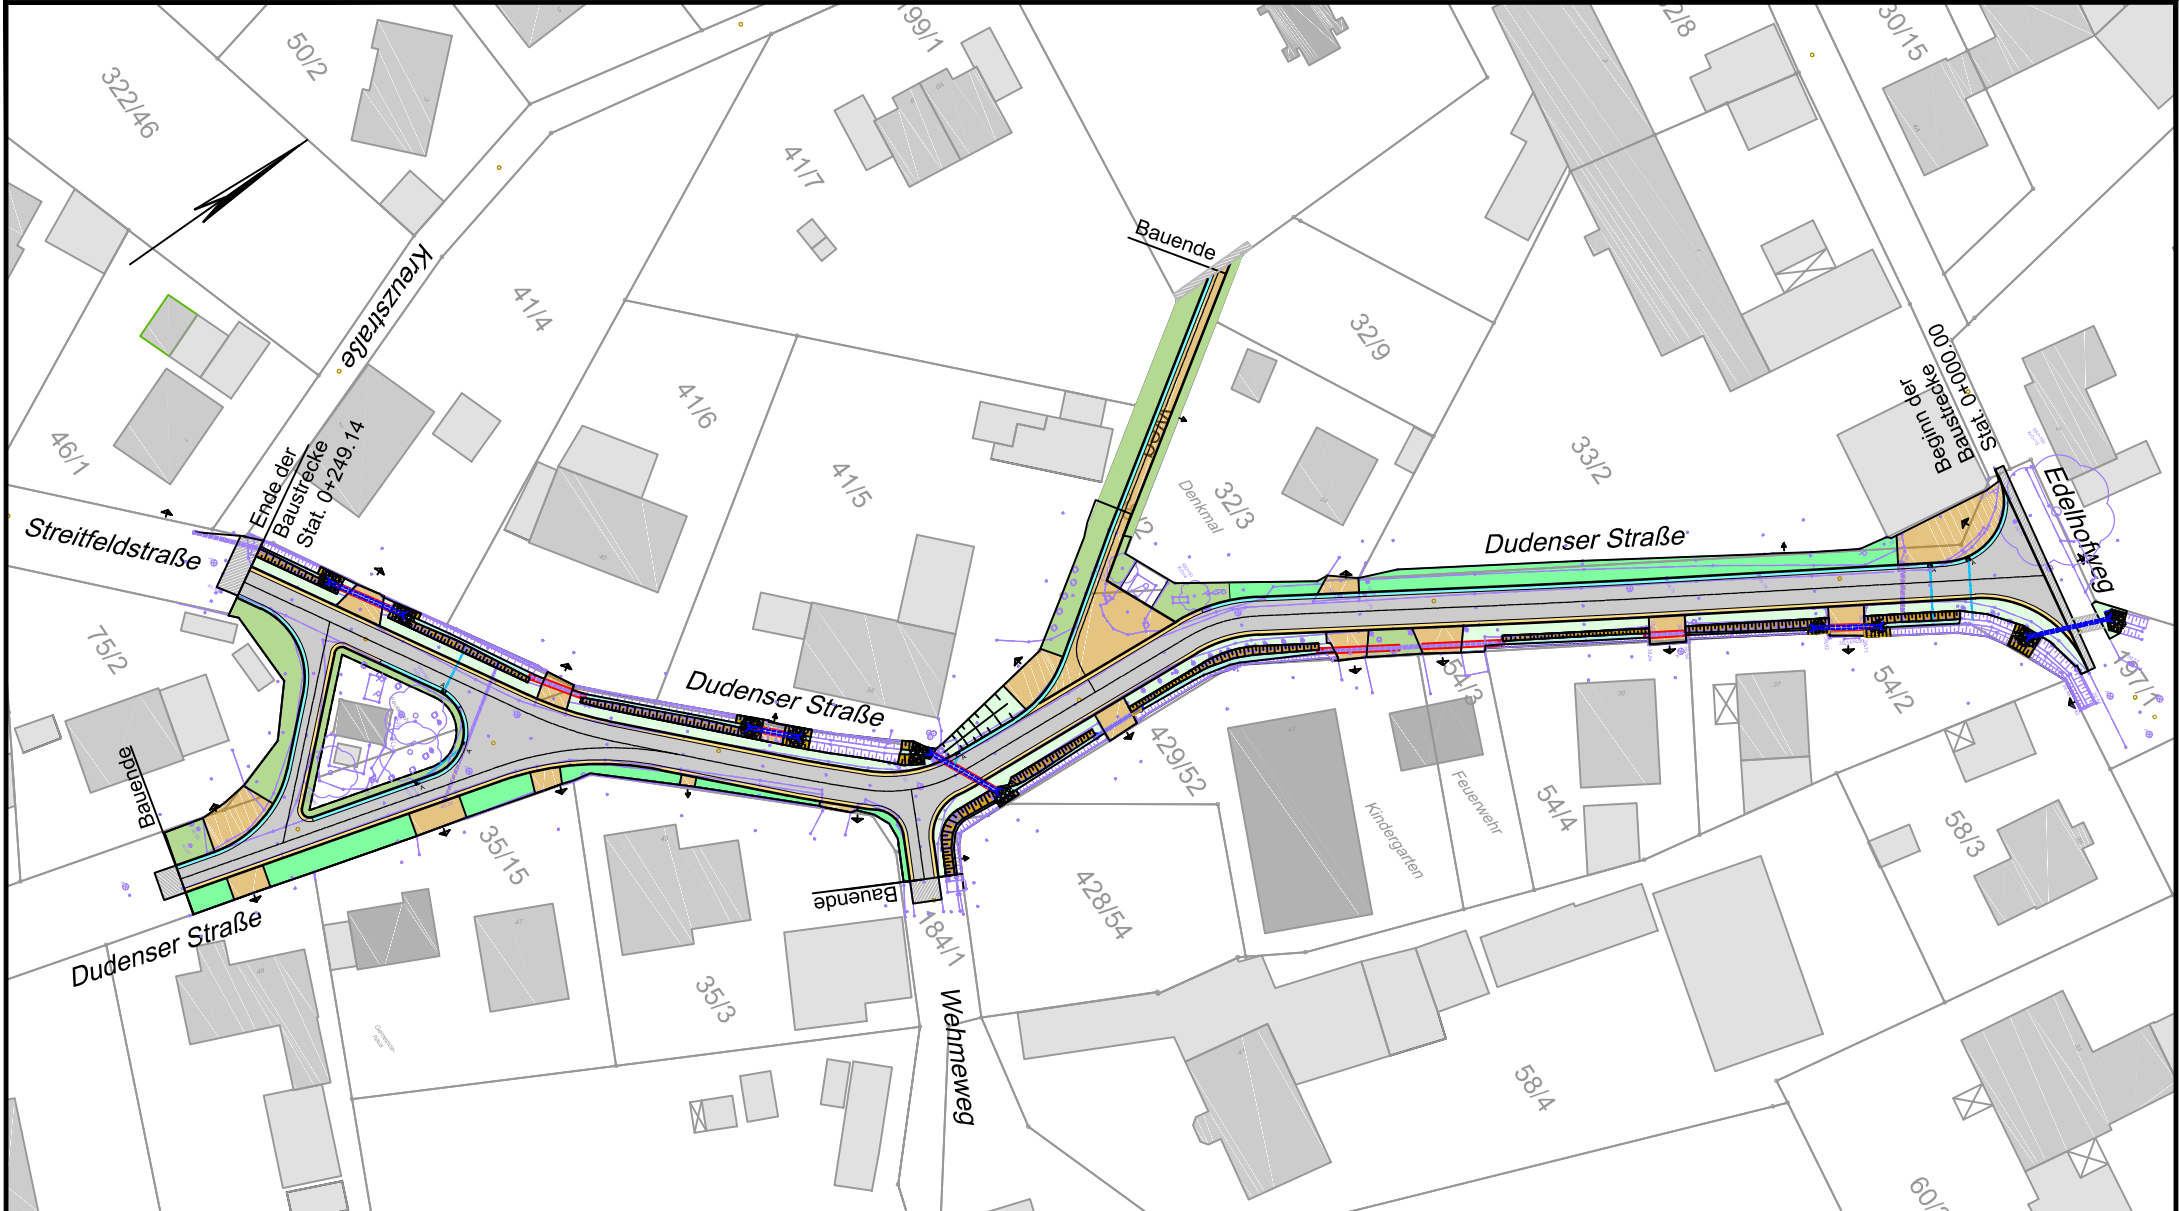 50/2
322/46
199/1
30/15
41/7
Kreuzstraße
41/4
Bauende
32/9
41/6
46/1
41/5
Ende der
Baustrecke
Stat. 0+249.14
Streitfeldstraße
Denkmal
32/3
33/2
Beginn der
Baustrecke
Stat. 0+000.00
Edelhofweg
Dudenser Straße
75/2
Dudenser Straße
Bauende
54/3
54/2
197/1
429/52
Kindergarten
Feuerwehr
54/4
58/3
35/15
Bauende
428/54
184/1
Dudenser Straße
35/3
Wehmeweg
58/4